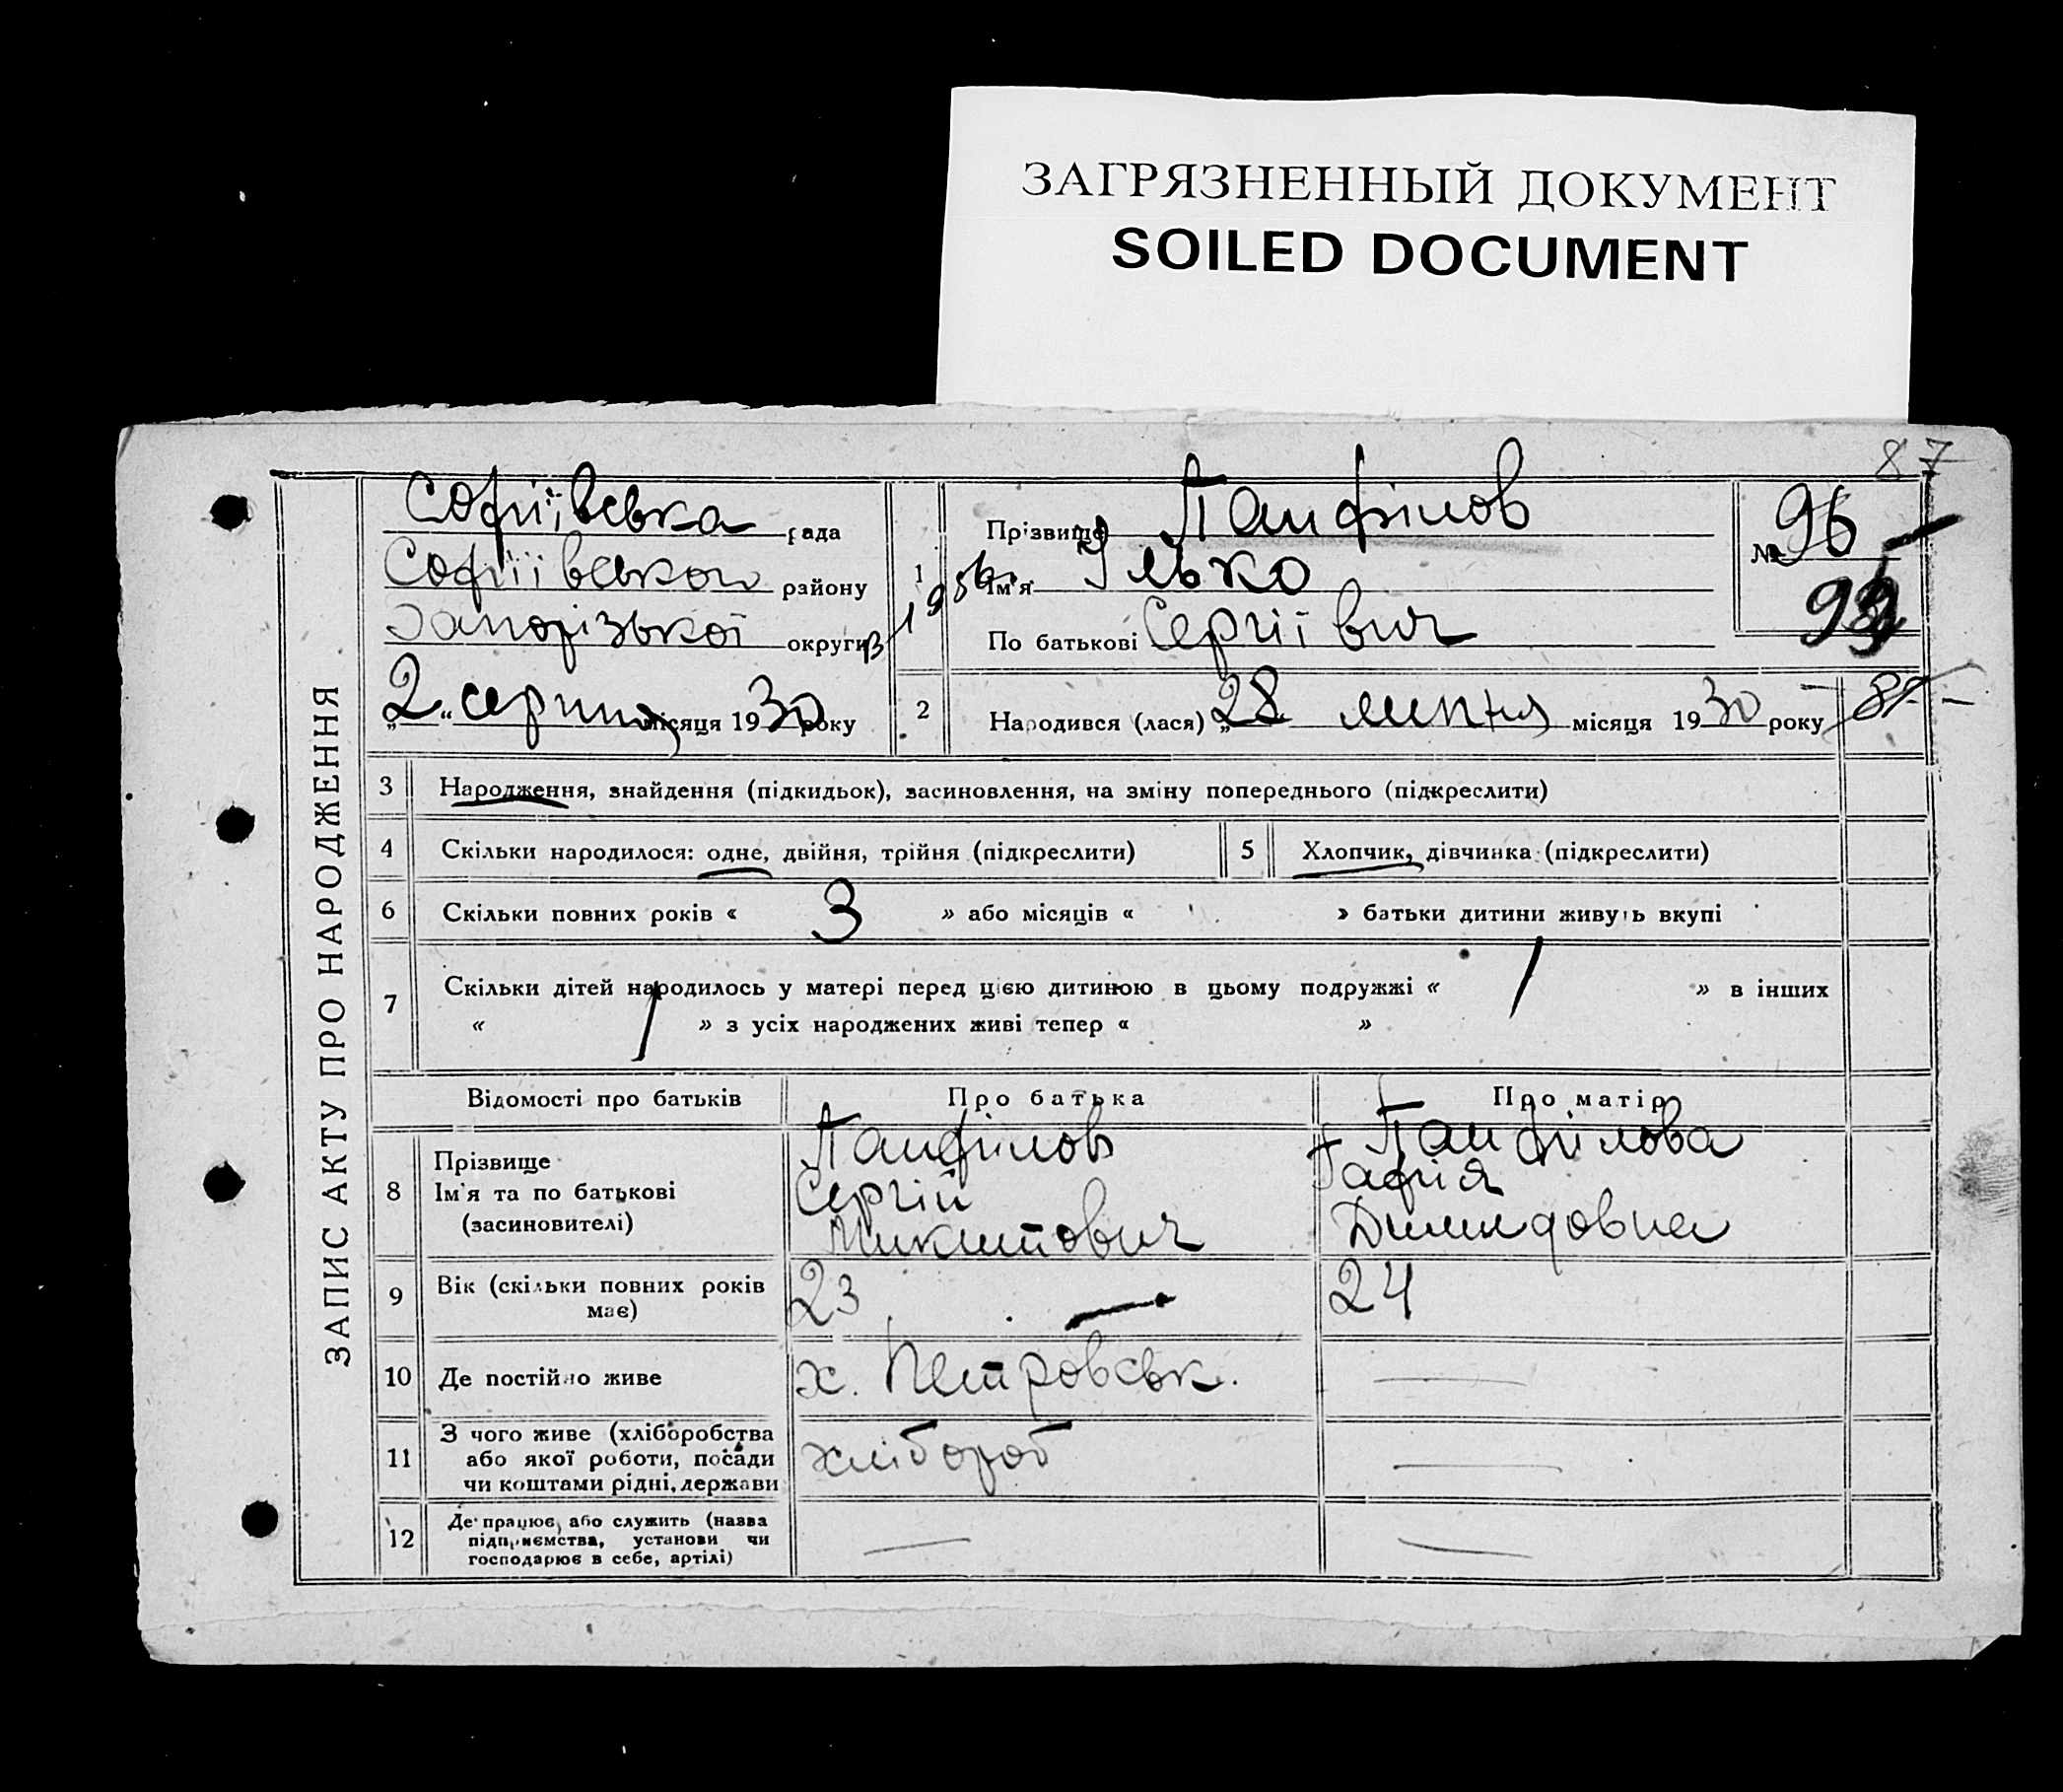 ЗАГРЯЗНЕННЫЙ ДОКУМЕНТ
SOILED DOCUMENT
87
ЗАПИС АКТУ ПРО НАРОДЖЕННЯ
Софіївська рада
Софіївського району
Запорізької округи
„2“ серпня місяця 1930 року
1
Прізвище Панфілов
Ім'я Ілько
По батькові Сергіївич
№ 96
2
Народився (лася) „28 липня місяця 1930 року
3 Народження, знайдення (підкидьок), засиновлення, на зміну попереднього (підкреслити)
4 Скільки народилося: одне, двійня, трійня (підкреслити) 5 Хлопчик, дівчинка (підкреслити)
6 Скільки повних років « 3 » або місяців « » батьки дитини живуть вкупі
7 Скільки дітей народилось у матері перед цією дитиною в цьому подружжі « 1 » в інших
« 1 » з усіх народжених живі тепер « »
Відомості про батьків Про батька Про матір
8 Прізвище Панфілов Панфілова
Ім'я та по батькові Сергій Гафія
(засиновителі) Микитович Демидовна
9 Вік (скільки повних років має) 23 24
10 Де постійно живе х. Петровськ. —
11 З чого живе (хліборобства хлібороб —
або якої роботи, посади
чи коштами рідні, держави
12 Де працює або служить (назва — —
підприємства, установи чи
господарює в себе, артілі)